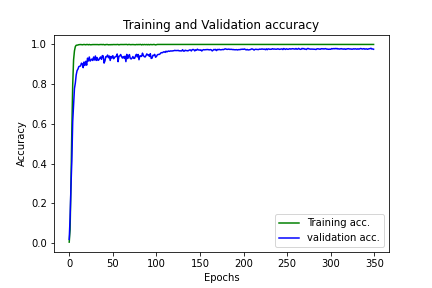 Training and Validation accuracy
1.0
0.8
0.6
0.4
0.2
0.0
Accuracy
Training acc.
validation acc.
0 50 100 150 200 250 300 350
Epochs